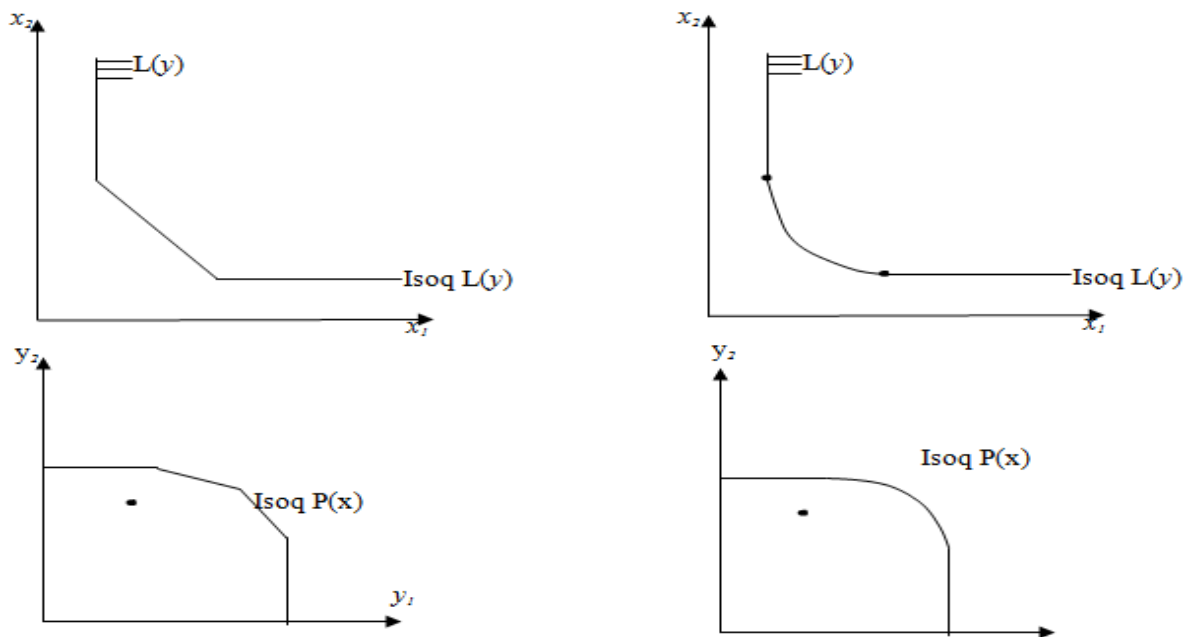 x₂
L(y)
Isoq L(y)
x₁
x₂
L(y)
Isoq L(y)
x₁
y₂
Isoq P(x)
y₁
y₂
Isoq P(x)